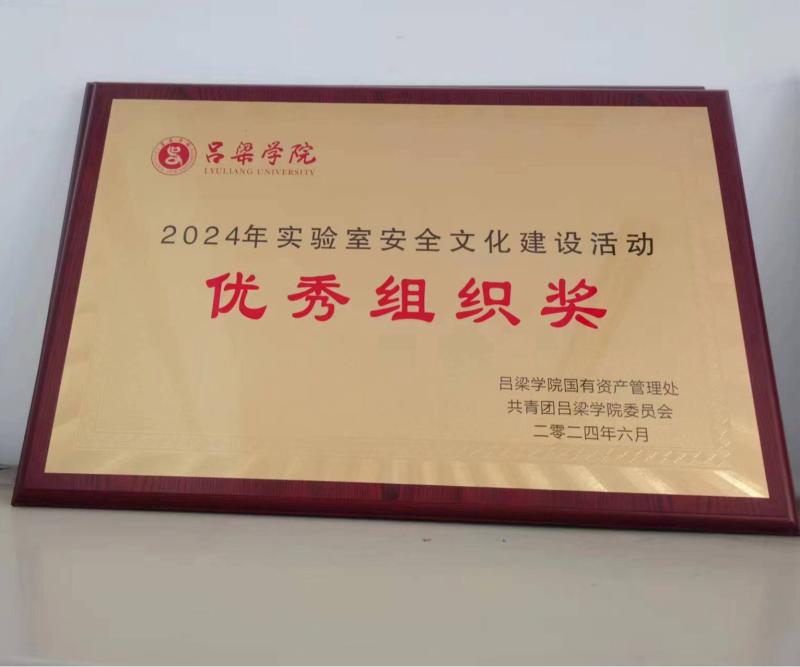 吕梁学院
LYULIANG UNIVERSITY
2024年实验室安全文化建设活动
优秀组织奖
吕梁学院国有资产管理处
共青团吕梁学院委员会
二零二四年六月